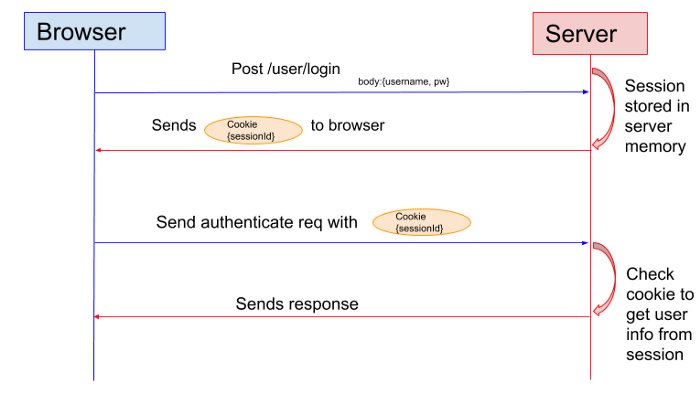 Browser
Server
Post /user/login
body:{username, pw}
Session
stored in
server
memory
Sends Cookie {sessionId} to browser
Send authenticate req with Cookie {sessionId}
Check
cookie to
get user
info from
session
Sends response